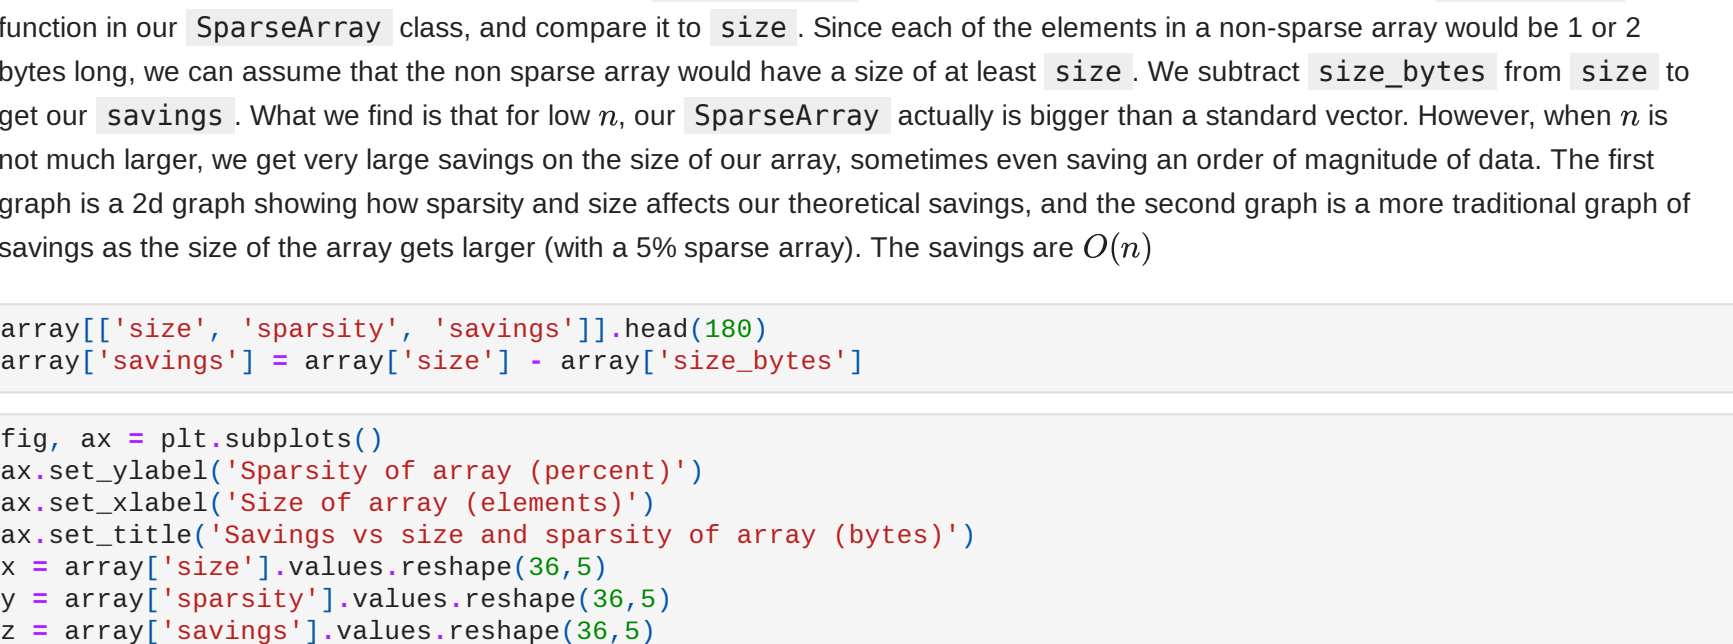 function in our SparseArray class, and compare it to size . Since each of the elements in a non-sparse array would be 1 or 2
bytes long, we can assume that the non sparse array would have a size of at least size . We subtract size_bytes from size to
get our savings . What we find is that for low n, our SparseArray actually is bigger than a standard vector. However, when n is
not much larger, we get very large savings on the size of our array, sometimes even saving an order of magnitude of data. The first
graph is a 2d graph showing how sparsity and size affects our theoretical savings, and the second graph is a more traditional graph of
savings as the size of the array gets larger (with a 5% sparse array). The savings are O(n)
array[['size', 'sparsity', 'savings']].head(180)
array['savings'] = array['size'] - array['size_bytes']
fig, ax = plt.subplots()
ax.set_ylabel('Sparsity of array (percent)')
ax.set_xlabel('Size of array (elements)')
ax.set_title('Savings vs size and sparsity of array (bytes)')
x = array['size'].values.reshape(36,5)
y = array['sparsity'].values.reshape(36,5)
z = array['savings'].values.reshape(36,5)